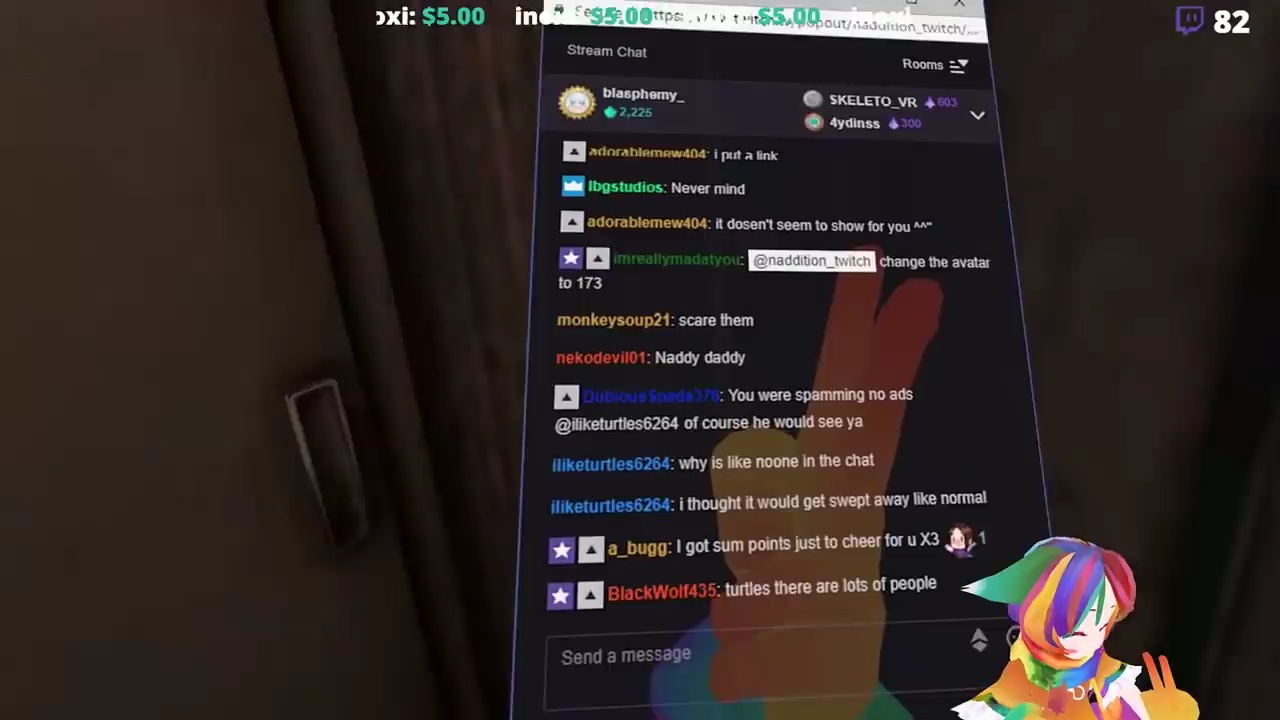 oxi: $5.00
$5.00
$5.00
82
Stream Chat
Rooms
blasphemy_
2,225
SKELETO_VR 603
4ydinss 300
adorablemew404: i put a link
lbgstudios: Never mind
adorablemew404: it dosen't seem to show for you ^^"
imreallymadatyou: @naddition_twitch change the avatar
to 173
monkeysoup21: scare them
nekodevil01: Naddy daddy
DubiousSpada376: You were spamming no ads
@iliketurtles6264 of course he would see ya
iliketurtles6264: why is like noone in the chat
iliketurtles6264: i thought it would get swept away like normal
a_bugg: I got sum points just to cheer for u X3 1
BlackWolf435: turtles there are lots of people
Send a message